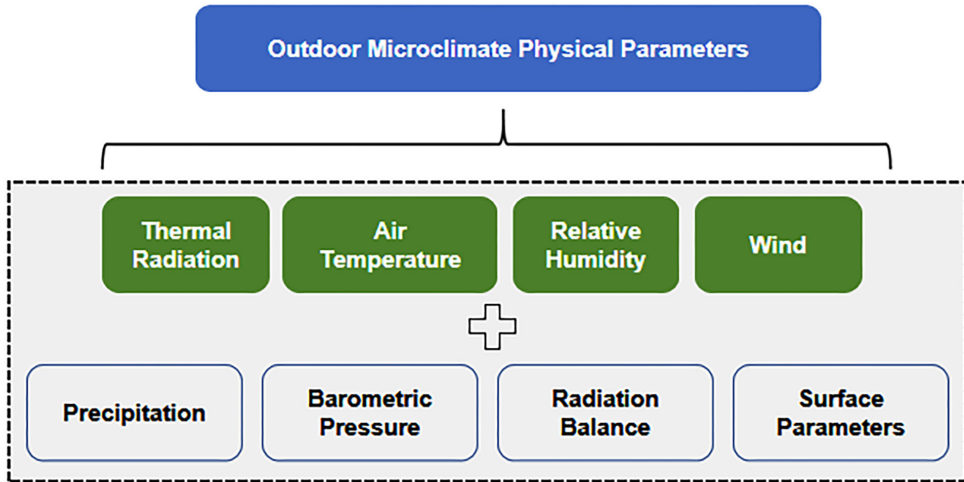 Outdoor Microclimate Physical Parameters
Thermal
Radiation
Air
Temperature
Relative
Humidity
Wind
Precipitation
Barometric
Pressure
Radiation
Balance
Surface
Parameters